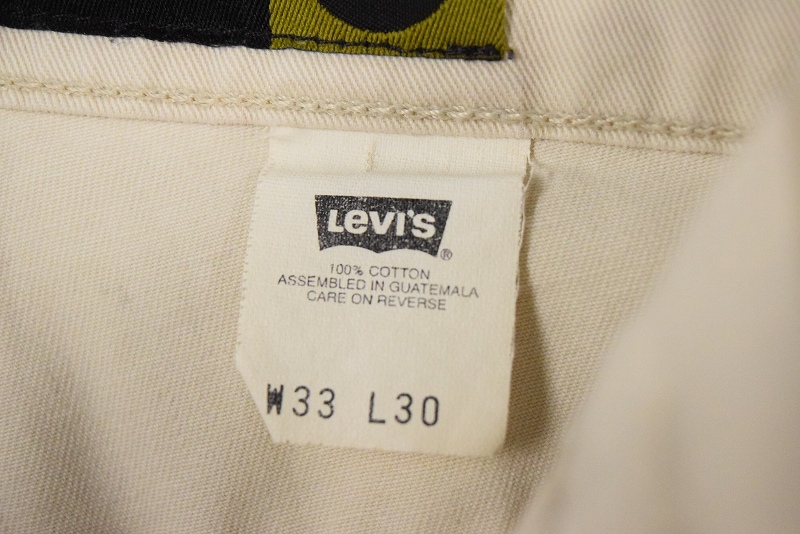 Levi's®
100% COTTON
ASSEMBLED IN GUATEMALA
CARE ON REVERSE
W33 L30